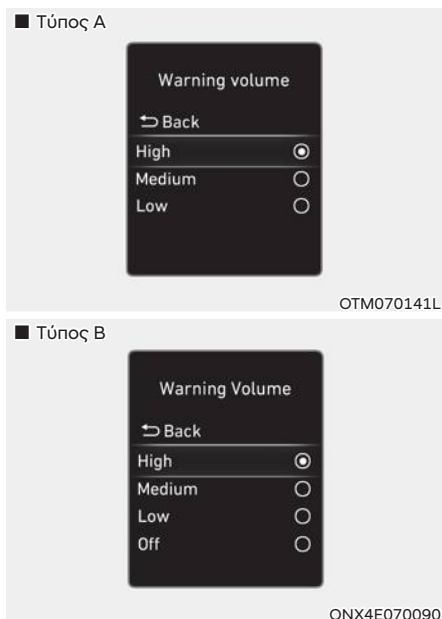 ■ Τύπος A
Warning volume
⮌ Back
High
Medium
Low
OTM070141L
■ Τύπος B
Warning Volume
⮌ Back
High
Medium
Low
Off
ONX4E070090